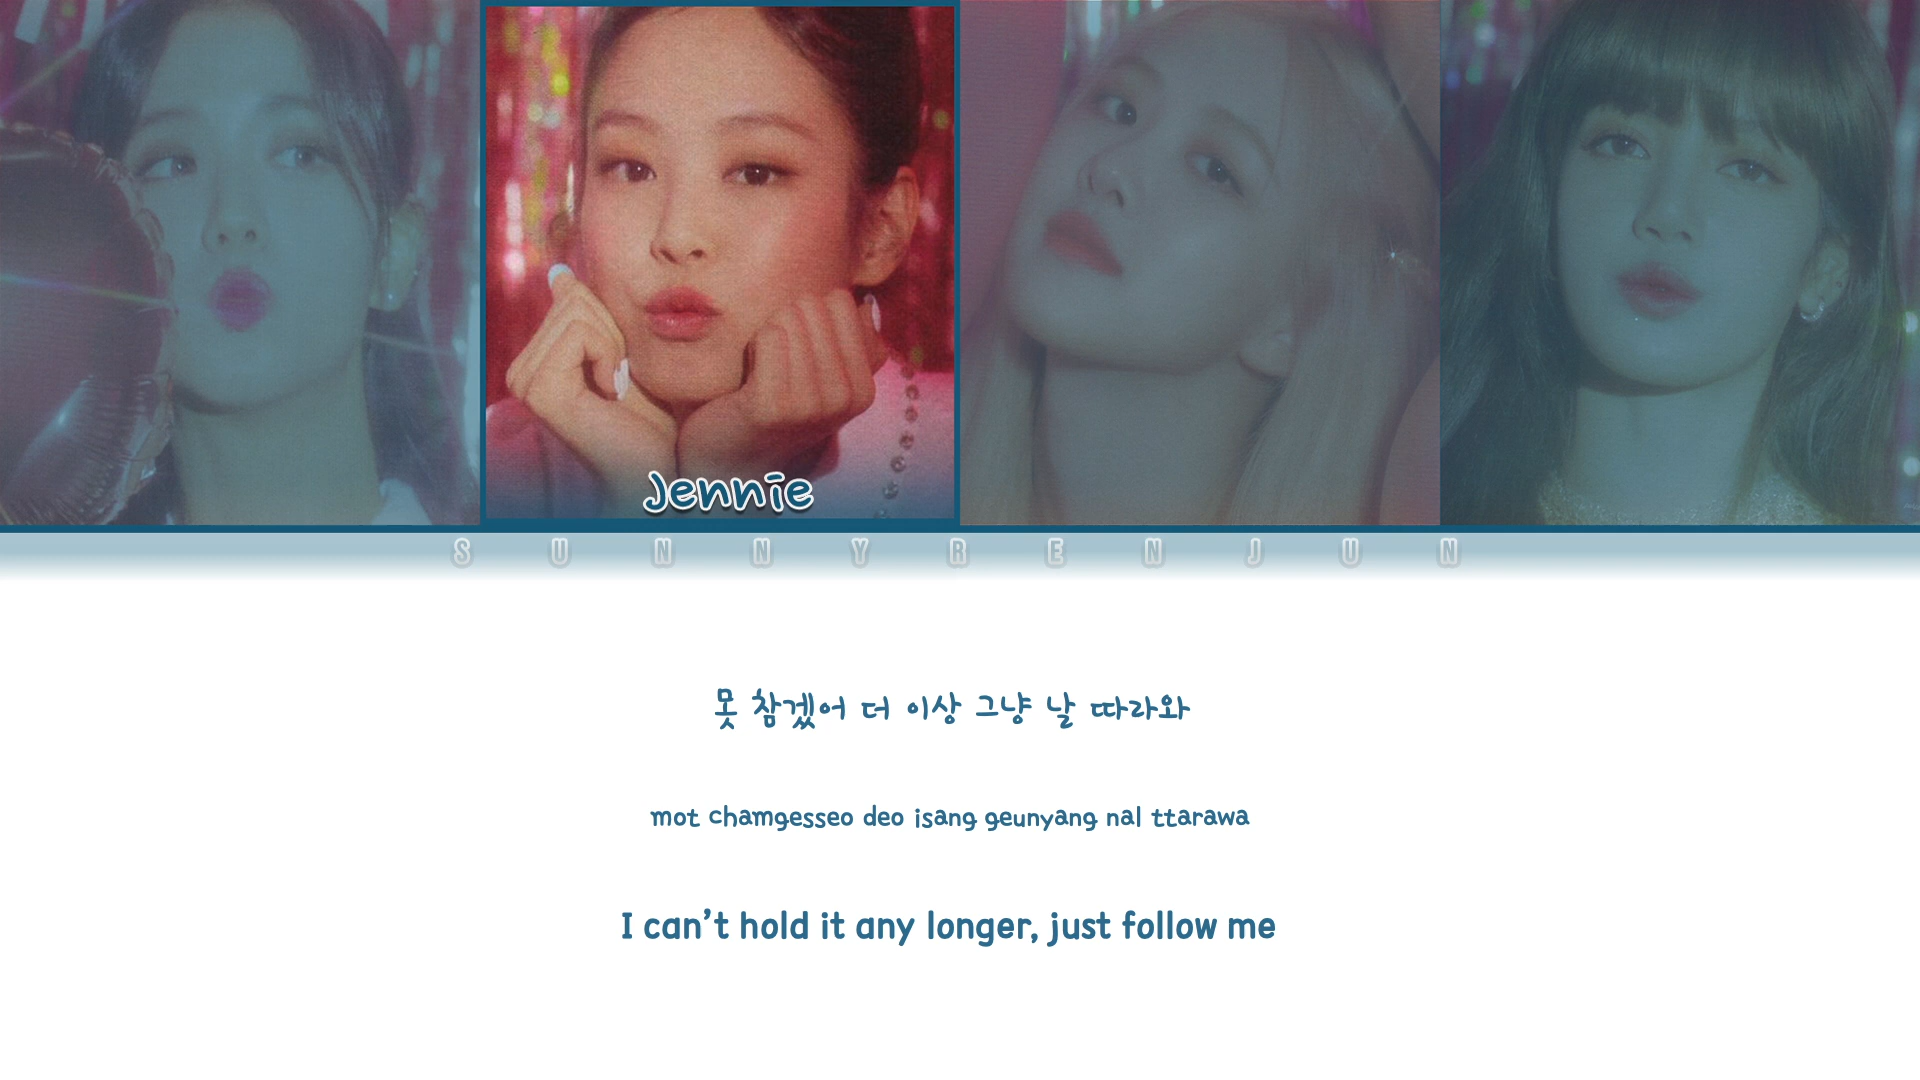 Jennie
SUNNYRENJUN
못 참겠어 더 이상 그냥 날 따라와
mot chamgesseo deo isang geunyang nal ttarawa
I can't hold it any longer, just follow me